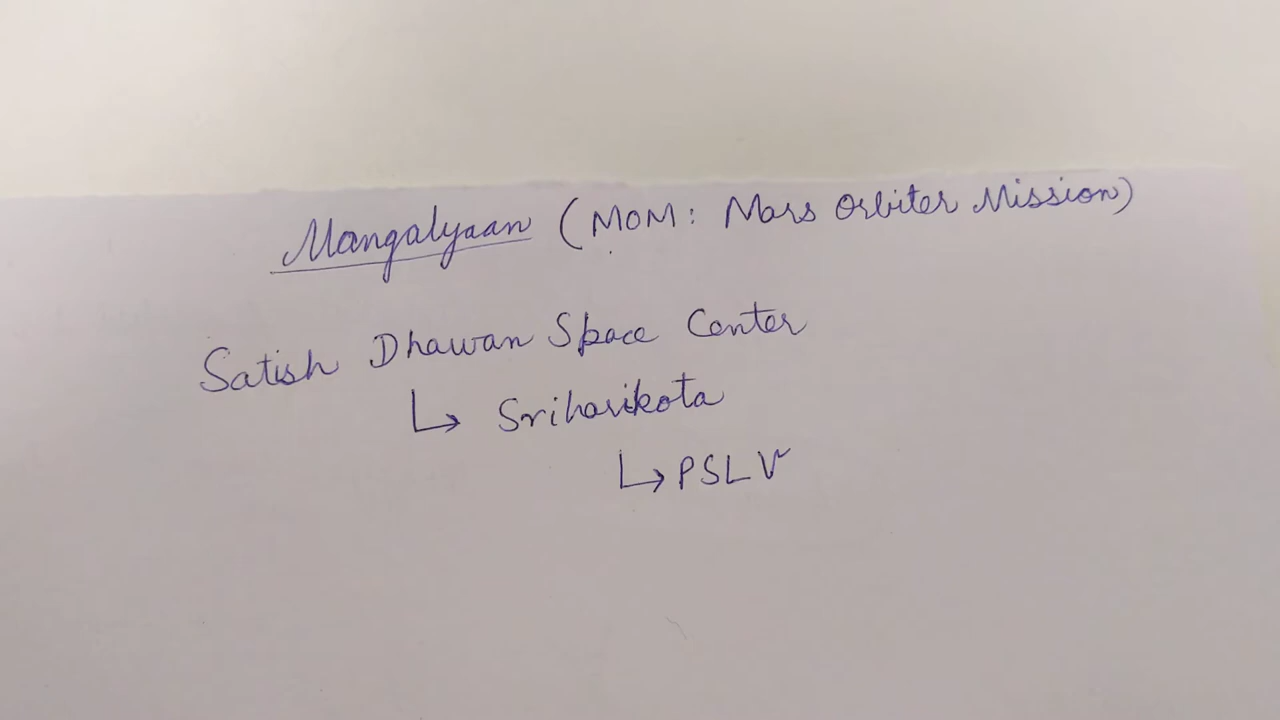 Mangalyaan (MOM: Mars Orbiter Mission)
Satish Dhawan Space Center
↳ Sriharikota
↳ PSLV